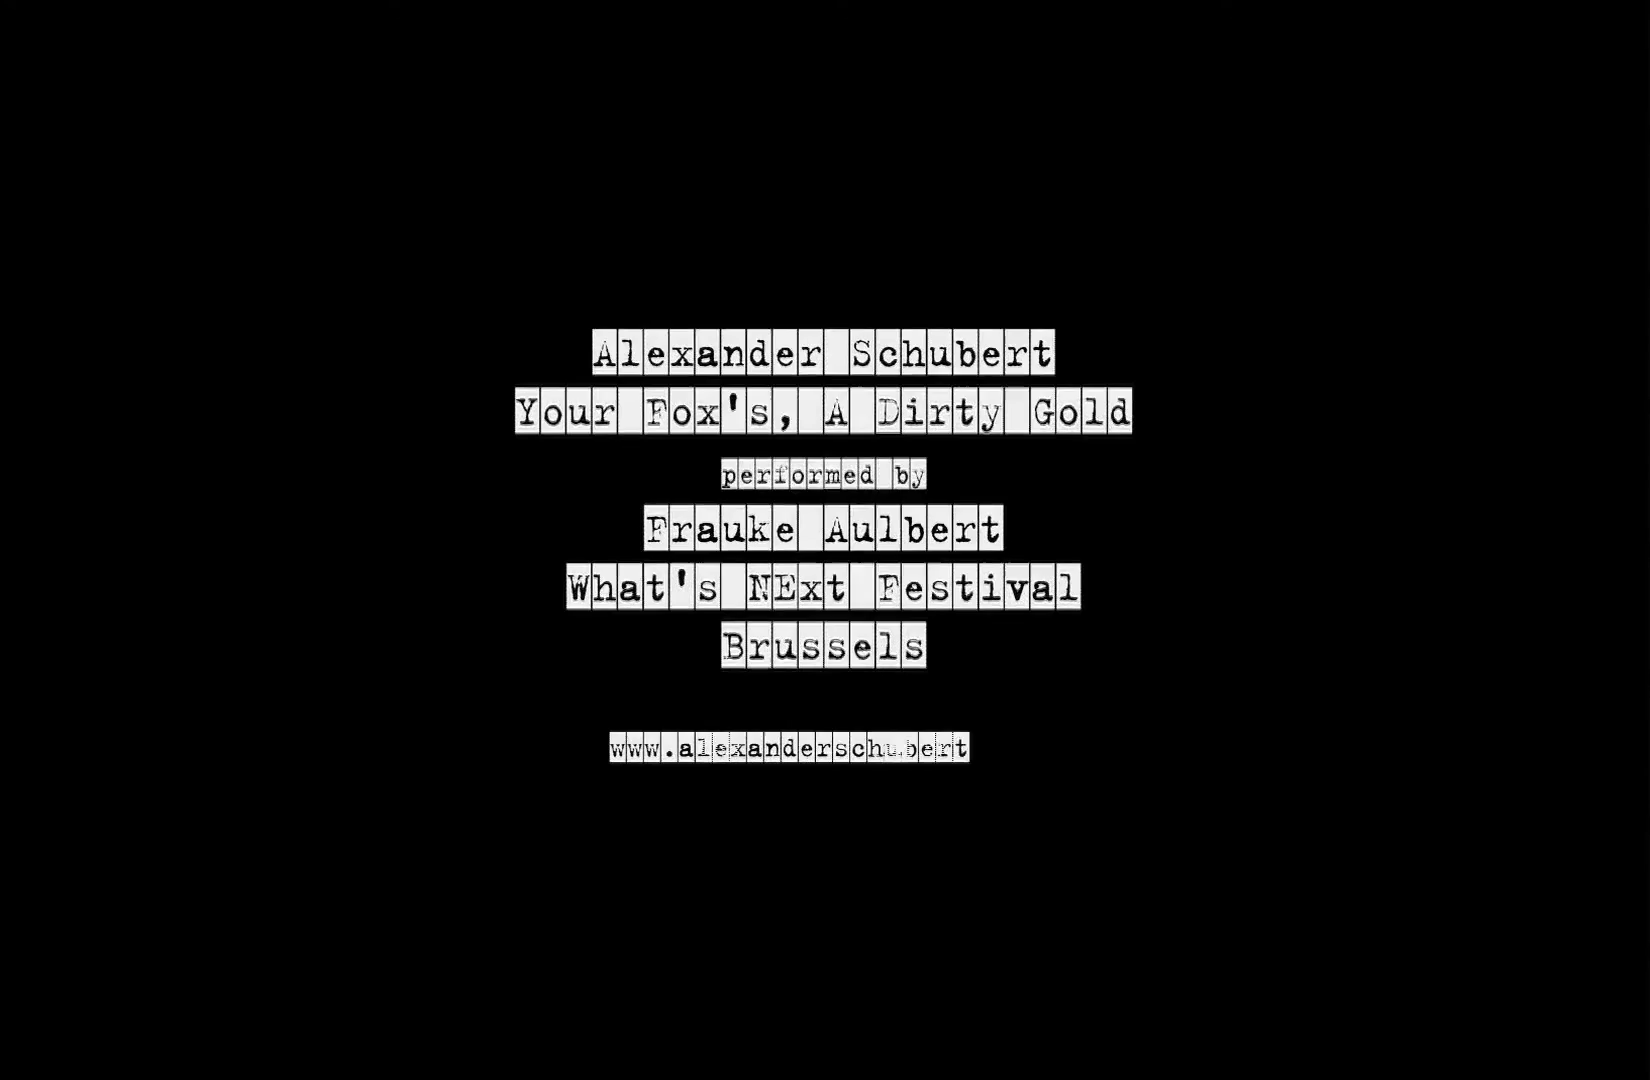 Alexander Schubert
Your Fox's, A Dirty Gold
performed by
Frauke Aulbert
What's NExt Festival
Brussels
www.alexanderschubert